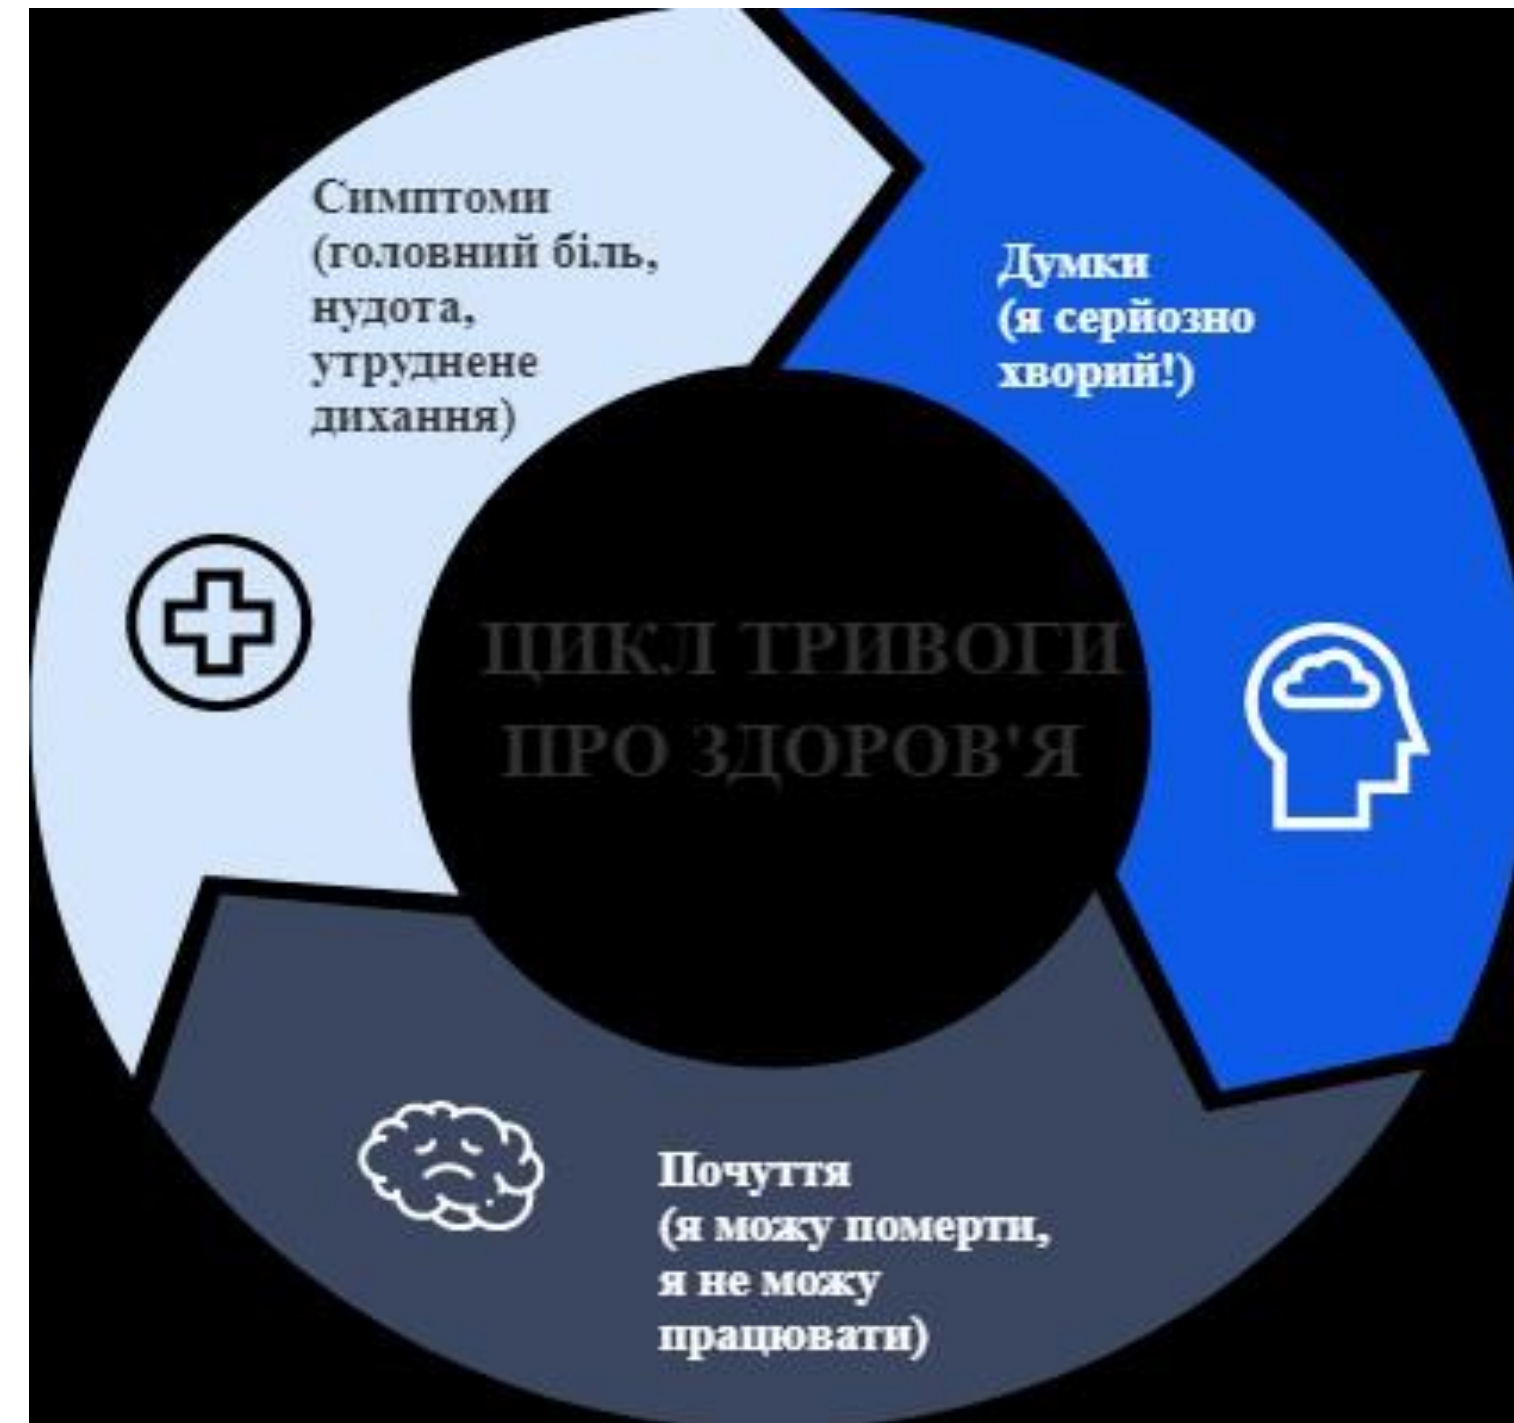 Симптоми
(головний біль,
нудота,
утруднене
дихання)
Думки
(я серйозно
хворий!)
ЦИКЛ ТРИВОГИ
ПРО ЗДОРОВ'Я
Почуття
(я можу померти,
я не можу
працювати)